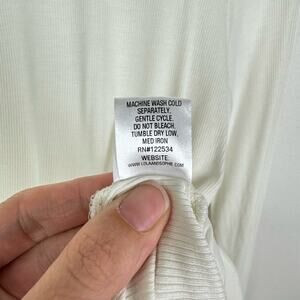 MACHINE WASH COLD
SEPARATELY.
GENTLE CYCLE.
DO NOT BLEACH.
TUMBLE DRY LOW,
MED IRON
RN#122534
WEBSITE:
WWW.LOLAANDSOPHIE.COM